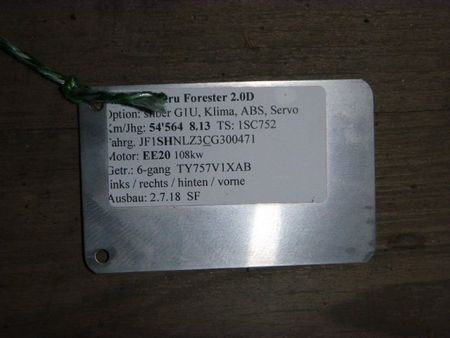 ru Forester 2.0D
Option: silber G1U, Klima, ABS, Servo
Km/Jhg: 54'564 8.13 TS: 1SC752
Fahrg. JF1SHNLZ3CG300471
Motor: EE20 108kw
Getr.: 6-gang TY757V1XAB
links / rechts / hinten / vorne
Ausbau: 2.7.18 SF